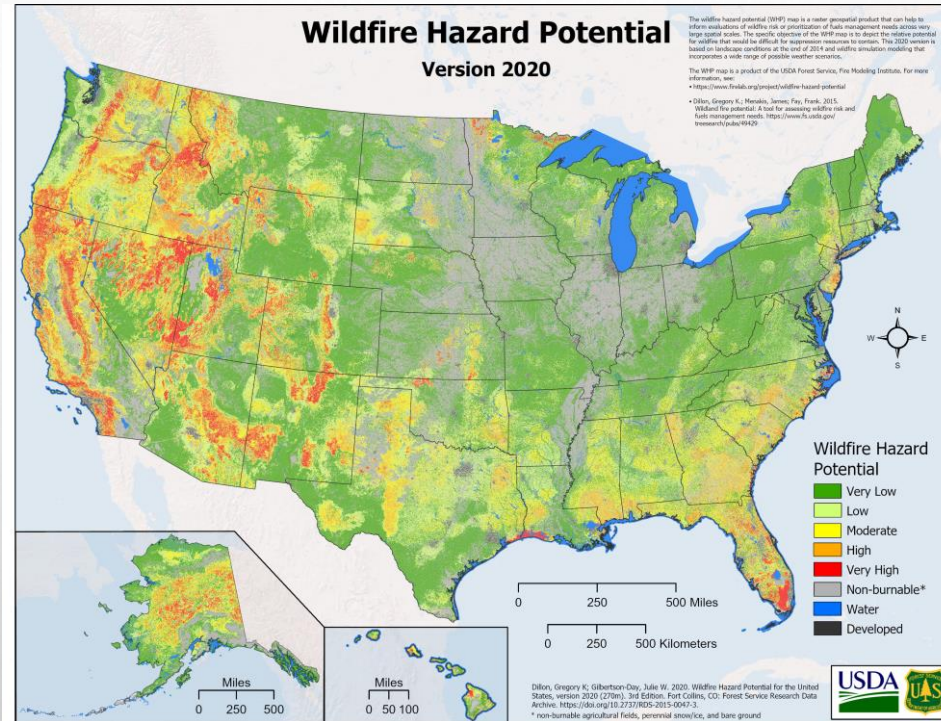 Wildfire Hazard Potential
Version 2020
The wildfire hazard potential (WHP) map is a raster geospatial product that can help to
inform evaluations of wildfire risk or prioritization of fuels management needs across very
large spatial scales. The specific objective of the WHP map is to depict the relative potential
for wildfire that would be difficult for suppression resources to contain. This 2020 version is
based on landscape conditions at the end of 2014 and wildfire simulation modeling that
incorporates a wide range of possible weather scenarios.
The WHP map is a product of the USDA Forest Service, Fire Modeling Institute. For more
information, see:
• https://www.firelab.org/project/wildfire-hazard-potential
• Dillon, Gregory K.; Menakis, James; Fay, Frank. 2015.
Wildland fire potential: A tool for assessing wildfire risk and
fuels management needs. https://www.fs.usda.gov/
treesearch/pubs/49429
N
W E
S
Wildfire Hazard
Potential
Very Low
Low
Moderate
High
Very High
Non-burnable*
Water
Developed
0 250 500 Miles
0 250 500 Kilometers
Miles
0 250 500
Miles
0 50 100
Dillon, Gregory K; Gilbertson-Day, Julie W. 2020. Wildfire Hazard Potential for the United
States, version 2020 (270m). 3rd Edition. Fort Collins, CO: Forest Service Research Data
Archive. https://doi.org/10.2737/RDS-2015-0047-3.
* non-burnable agricultural fields, perennial snow/ice, and bare ground
USDA
FOREST SERVICE
U S